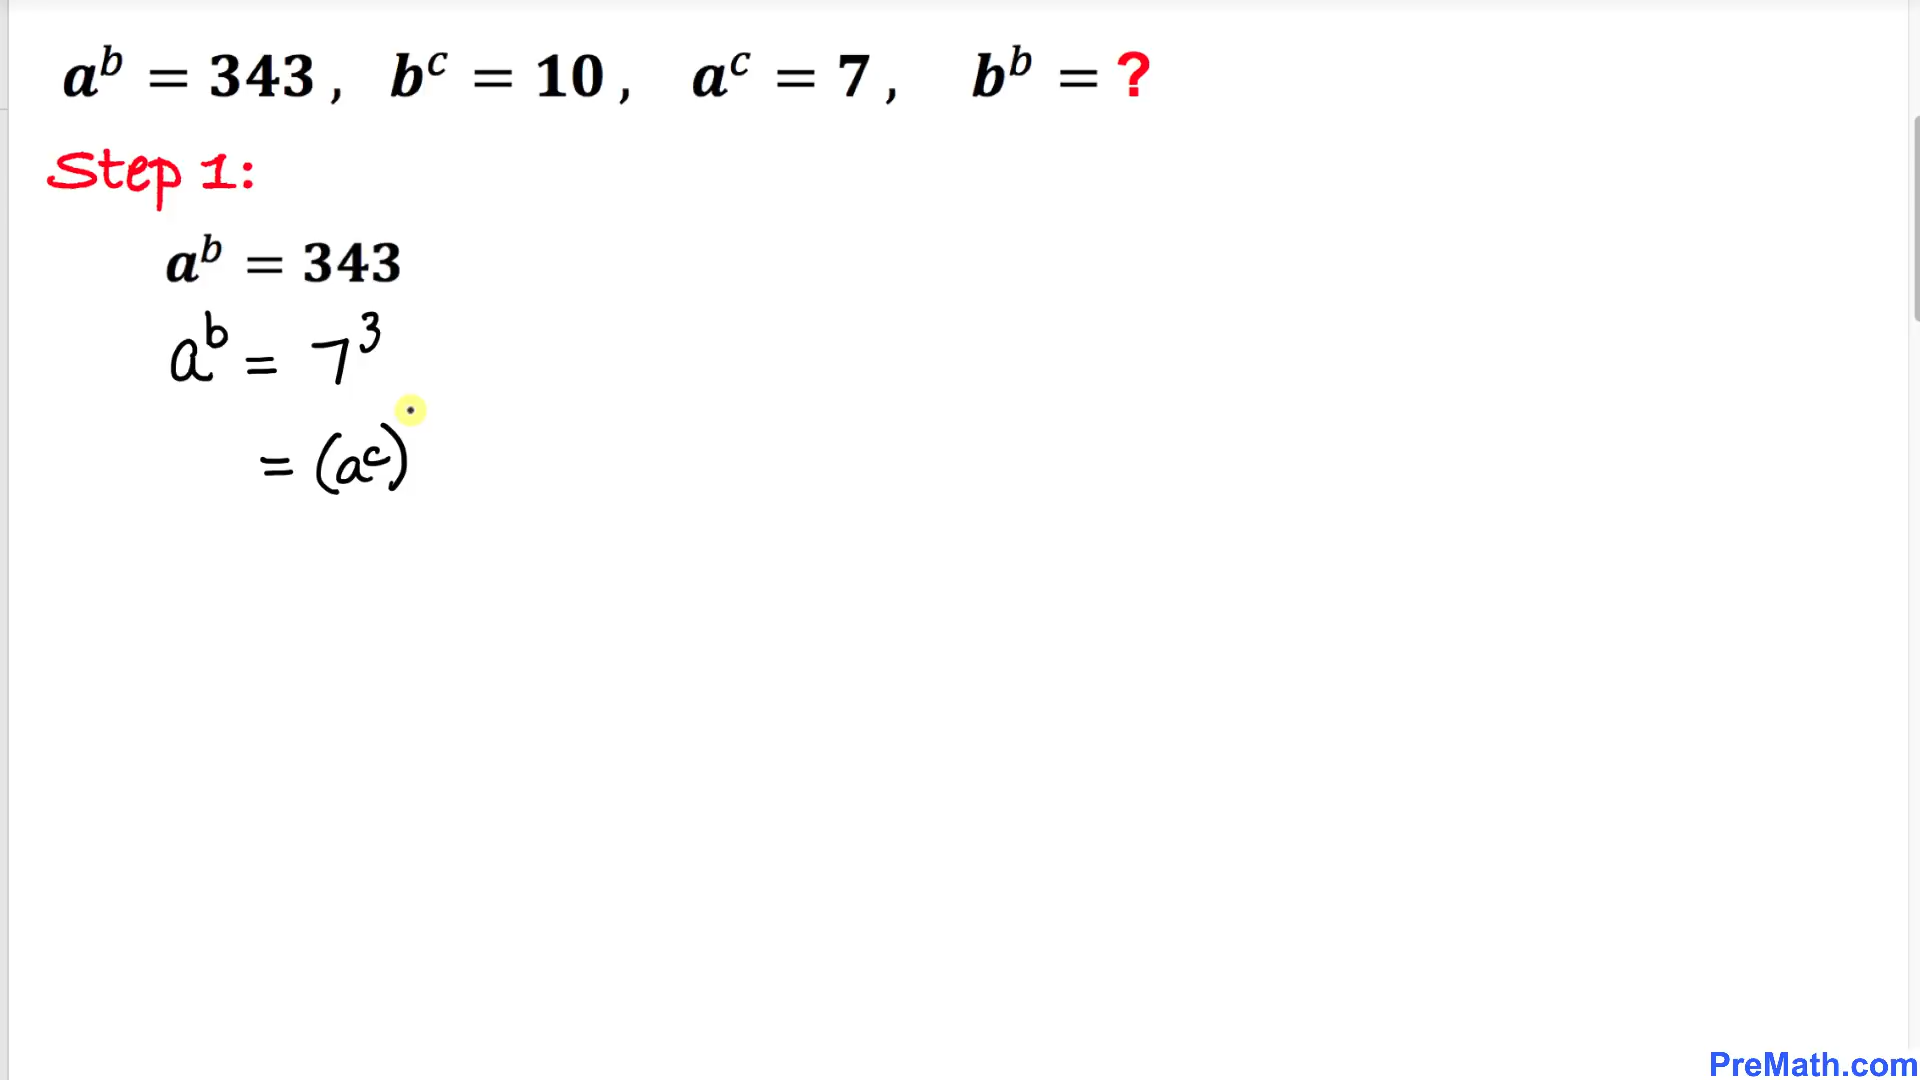 a^b = 343 , b^c = 10 , a^c = 7 , b^b = ?
Step 1:
a^b = 343
a^b = 7^3
= (a^c)
PreMath.com